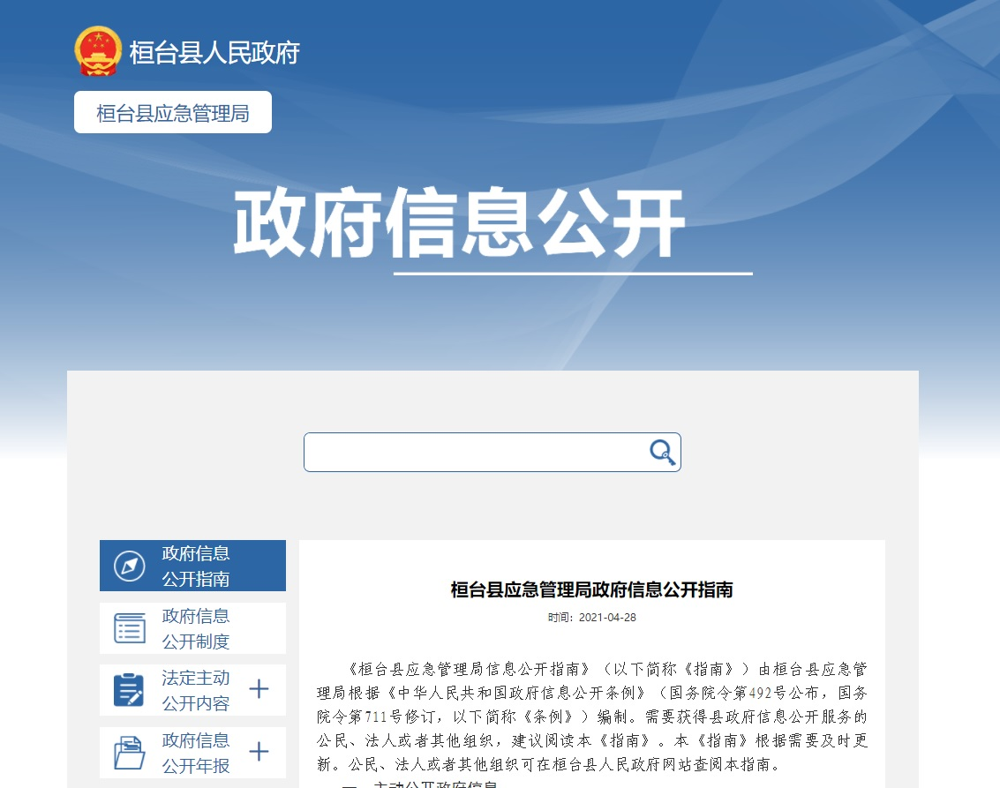 桓台县人民政府
桓台县应急管理局
政府信息公开
政府信息
公开指南
政府信息
公开制度
法定主动
公开内容
政府信息
公开年报
桓台县应急管理局政府信息公开指南
时间：2021-04-28
《桓台县应急管理局信息公开指南》（以下简称《指南》）由桓台县应急管
理局根据《中华人民共和国政府信息公开条例》（国务院令第492号公布，国务
院令第711号修订，以下简称《条例》）编制。需要获得县政府信息公开服务的
公民、法人或者其他组织，建议阅读本《指南》。本《指南》根据需要及时更
新。公民、法人或者其他组织可在桓台县人民政府网站查阅本指南。
一、主动公开政府信息